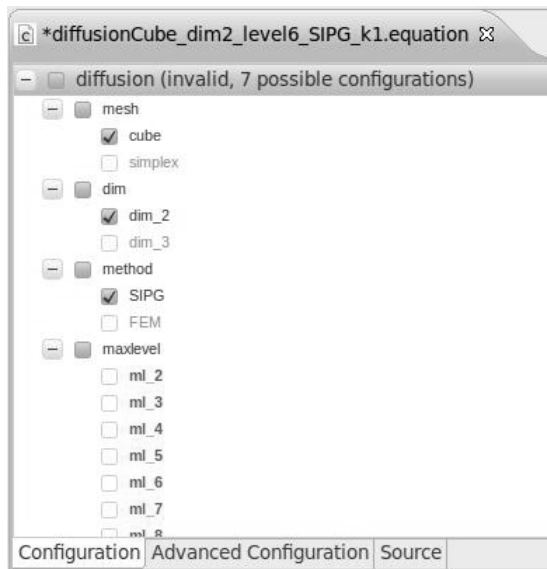 *diffusionCube_dim2_level6_SIPG_k1.equation
diffusion (invalid, 7 possible configurations)
mesh
cube
simplex
dim
dim_2
dim_3
method
SIPG
FEM
maxlevel
ml_2
ml_3
ml_4
ml_5
ml_6
ml_7
ml_8
Configuration Advanced Configuration Source